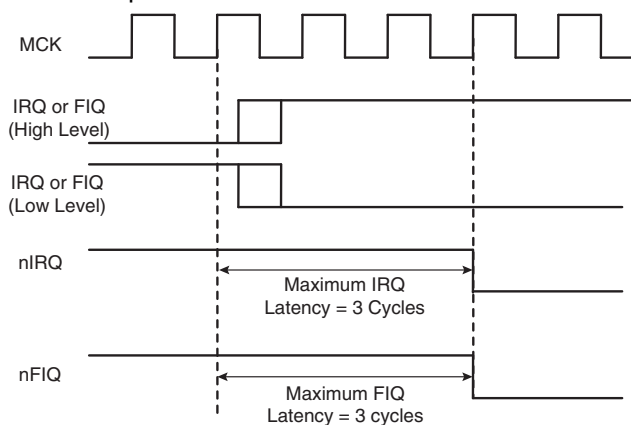 MCK
IRQ or FIQ
(High Level)
IRQ or FIQ
(Low Level)
nIRQ
Maximum IRQ
Latency = 3 Cycles
nFIQ
Maximum FIQ
Latency = 3 cycles